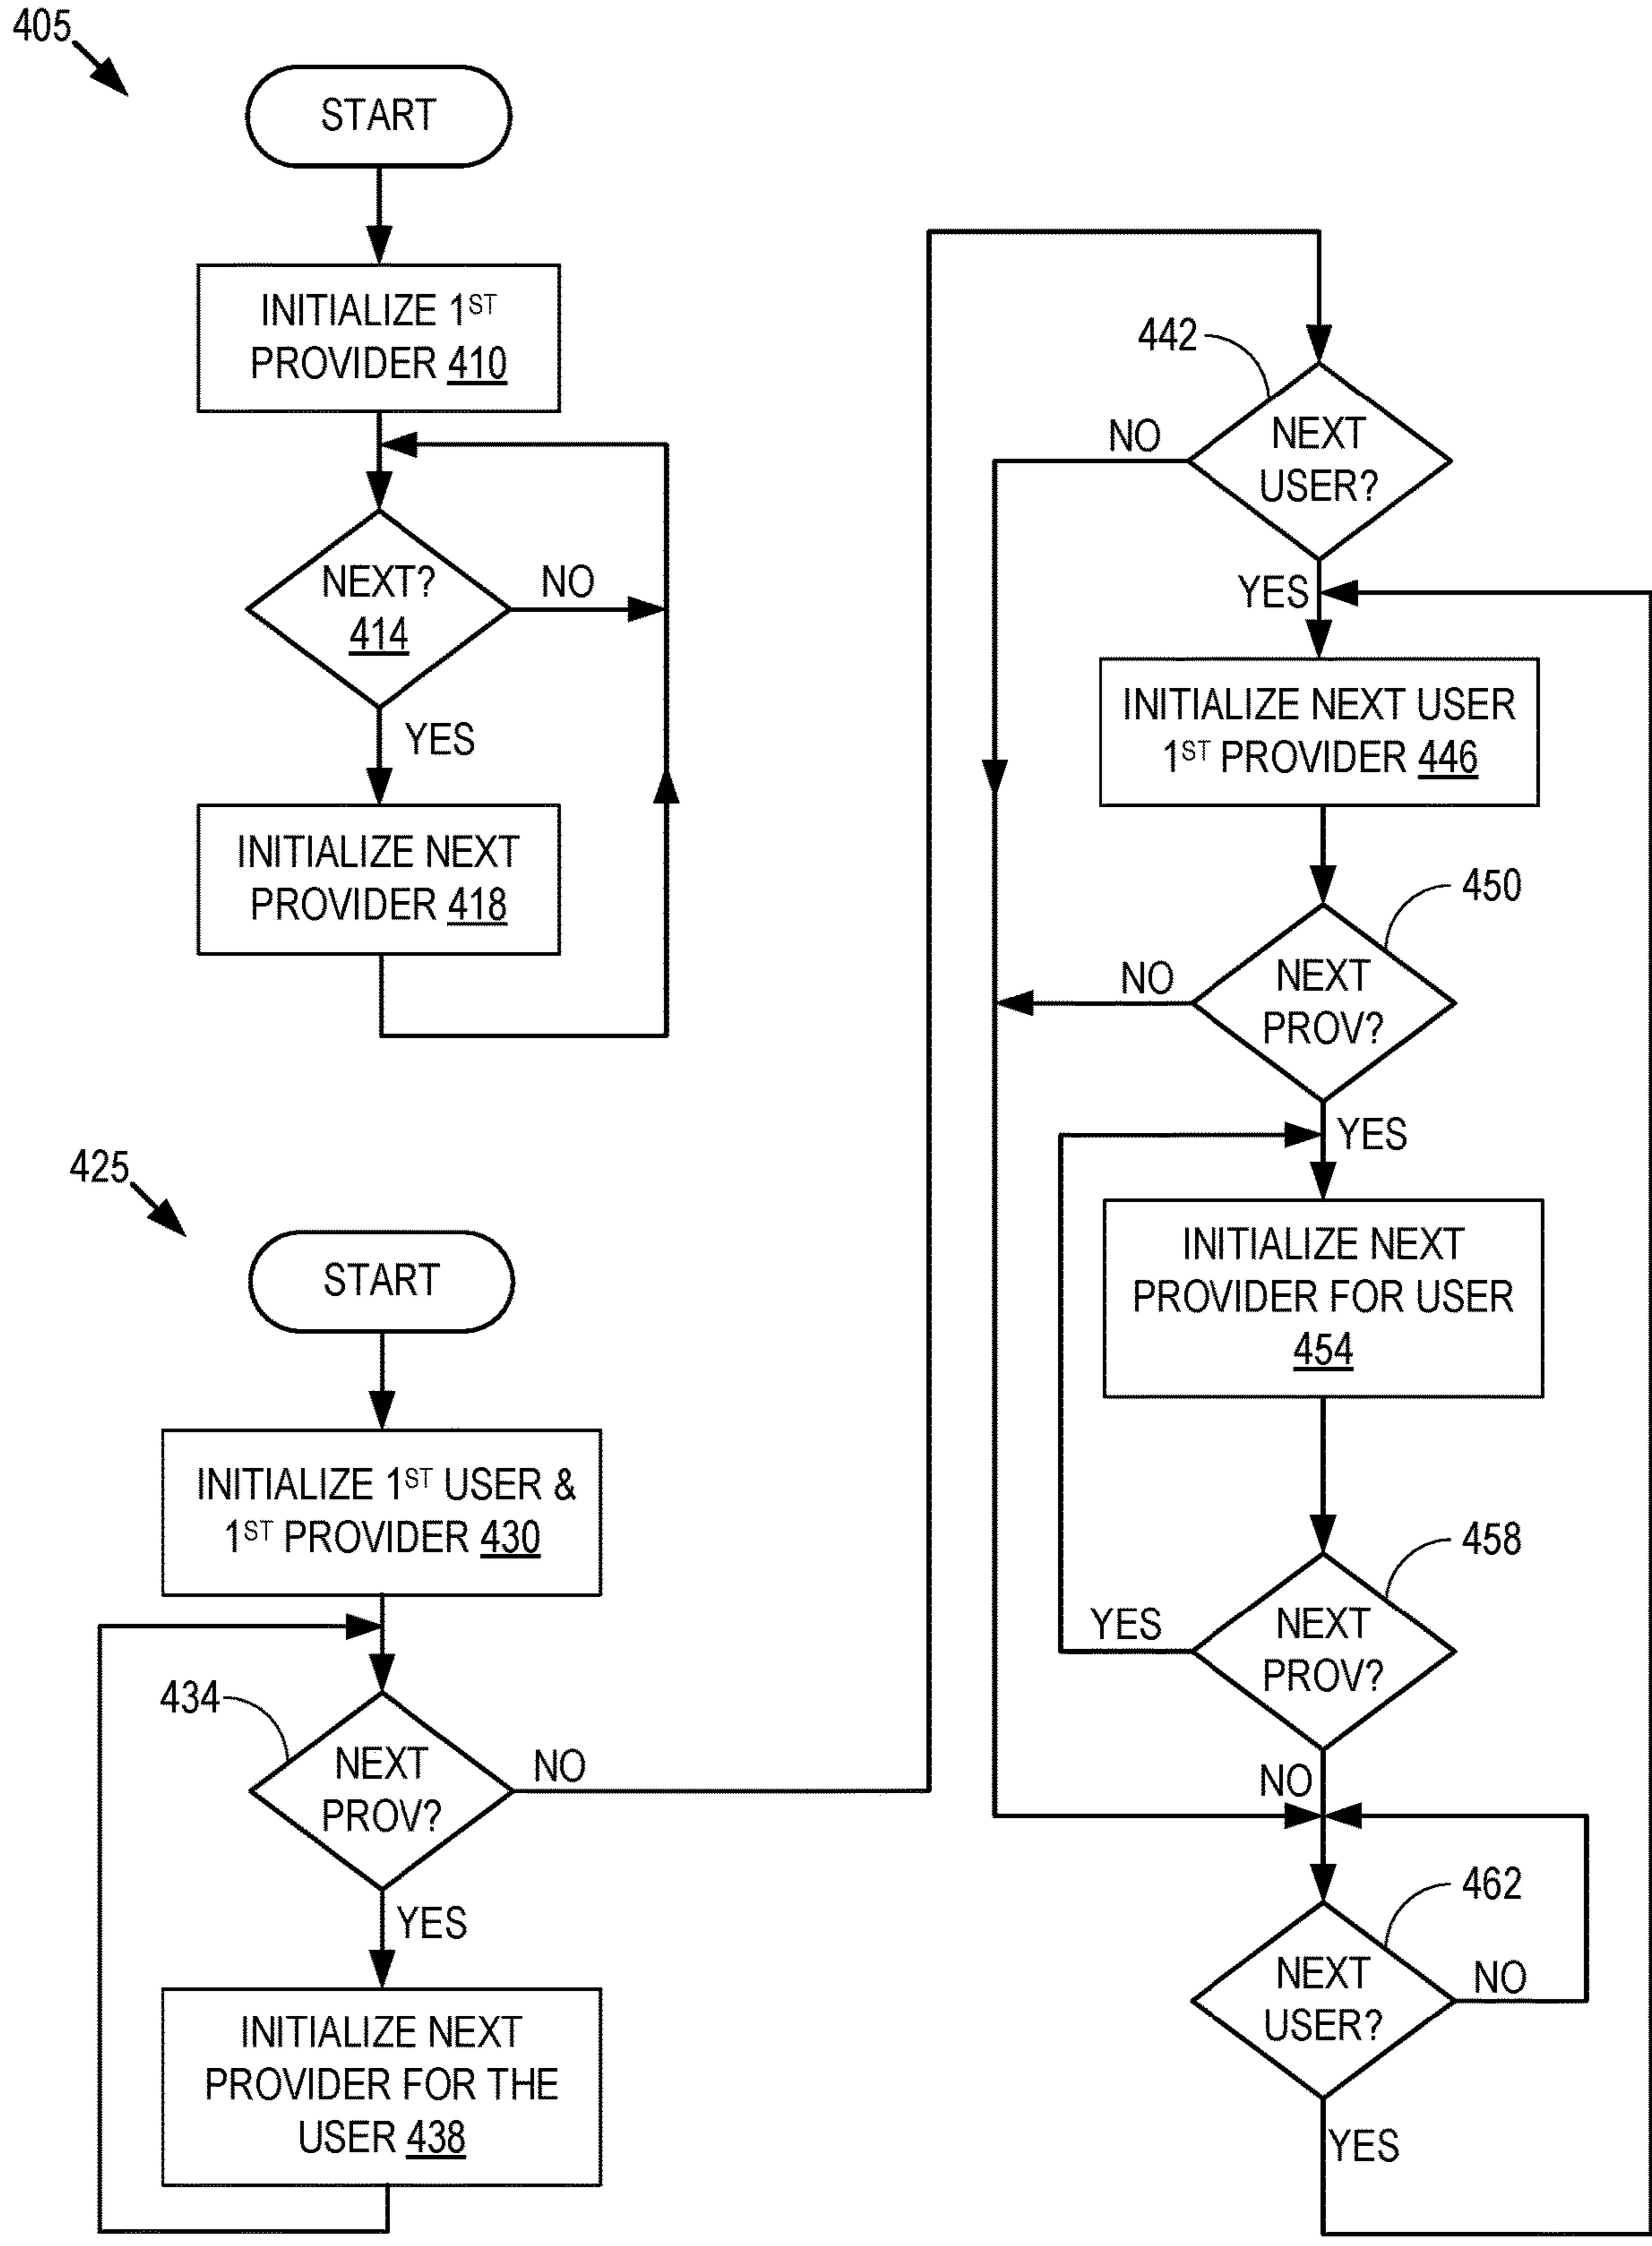 405
START
INITIALIZE 1ST
PROVIDER 410
NEXT?
414
NO
YES
INITIALIZE NEXT
PROVIDER 418
425
START
INITIALIZE 1ST USER &
1ST PROVIDER 430
434
NEXT
PROV?
NO
YES
INITIALIZE NEXT
PROVIDER FOR THE
USER 438
442
NO
NEXT
USER?
YES
INITIALIZE NEXT USER
1ST PROVIDER 446
450
NO
NEXT
PROV?
YES
INITIALIZE NEXT
PROVIDER FOR USER
454
458
YES
NEXT
PROV?
NO
462
NEXT
USER?
NO
YES